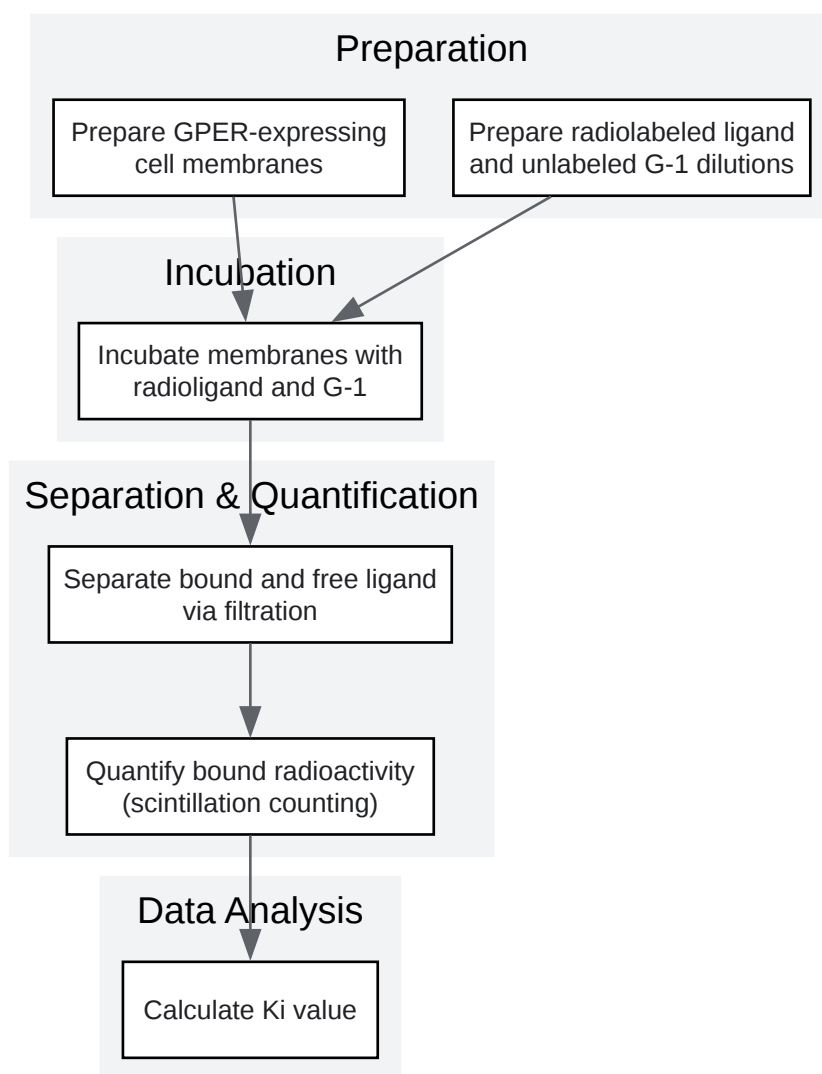 Preparation
Prepare GPER-expressing
cell membranes
Prepare radiolabeled ligand
and unlabeled G-1 dilutions
Incubation
Incubate membranes with
radioligand and G-1
Separation & Quantification
Separate bound and free ligand
via filtration
Quantify bound radioactivity
(scintillation counting)
Data Analysis
Calculate Ki value